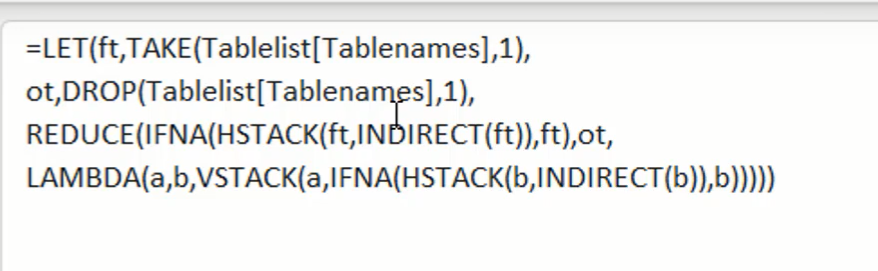 =LET(ft,TAKE(Tablelist[Tablenames],1),
ot,DROP(Tablelist[Tablenames],1),
REDUCE(IFNA(HSTACK(ft,INDIRECT(ft)),ft),ot,
LAMBDA(a,b,VSTACK(a,IFNA(HSTACK(b,INDIRECT(b)),b)))))